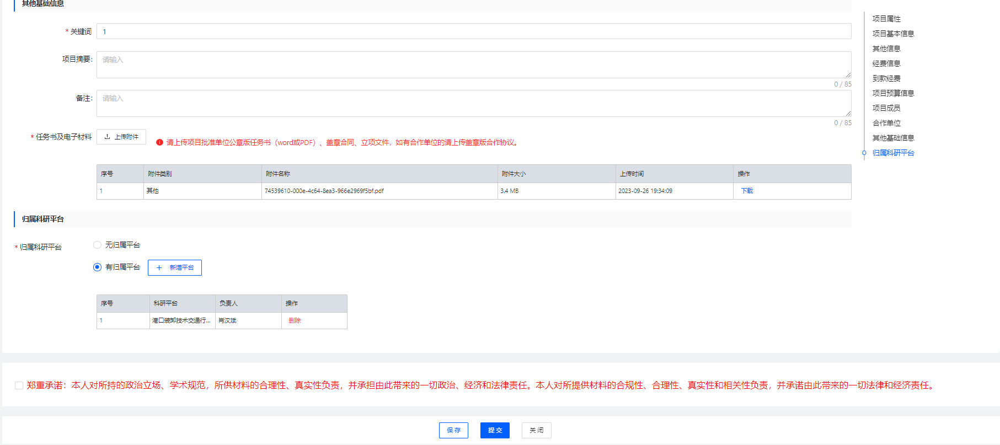 其他基础信息
* 关键词 1
项目摘要: 请输入
0 / 85
备注: 请输入
0 / 85
* 任务书及电子材料 上传附件 请上传项目批准单位公章版任务书（word或PDF）、盖章合同、立项文件，如有合作单位的请上传盖章版合作协议。
序号 附件类别 附件名称 附件大小 上传时间 操作
1 其他 74539610-000e-4c64-8ea3-966e2969f5bf.pdf 3.4 MB 2023-09-26 19:34:09 下载
归属科研平台
* 归属科研平台 无归属平台
有归属平台 + 新增平台
序号 科研平台 负责人 操作
1 港口装卸技术交通行... 肖汉斌 删除
项目属性
项目基本信息
其他信息
经费信息
到款经费
项目预算信息
项目成员
合作单位
其他基础信息
归属科研平台
郑重承诺：本人对所持的政治立场、学术规范，所供材料的合理性、真实性负责，并承担由此带来的一切政治、经济和法律责任。本人对所提供材料的合规性、合理性、真实性和相关性负责，并承诺由此带来的一切法律和经济责任。
保存 提交 关闭